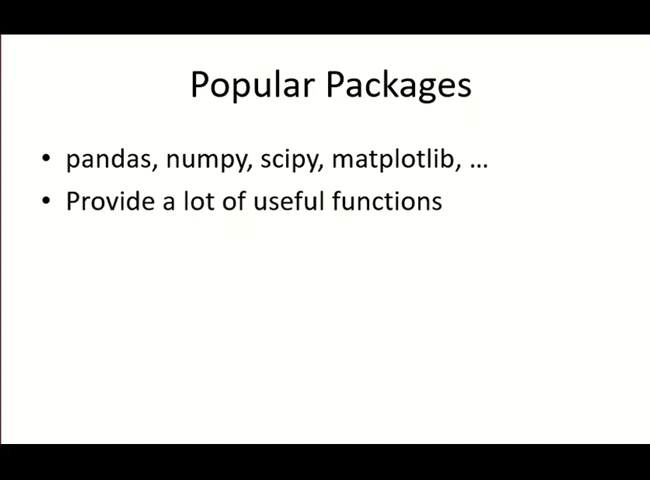 Popular Packages
• pandas, numpy, scipy, matplotlib, ...
• Provide a lot of useful functions